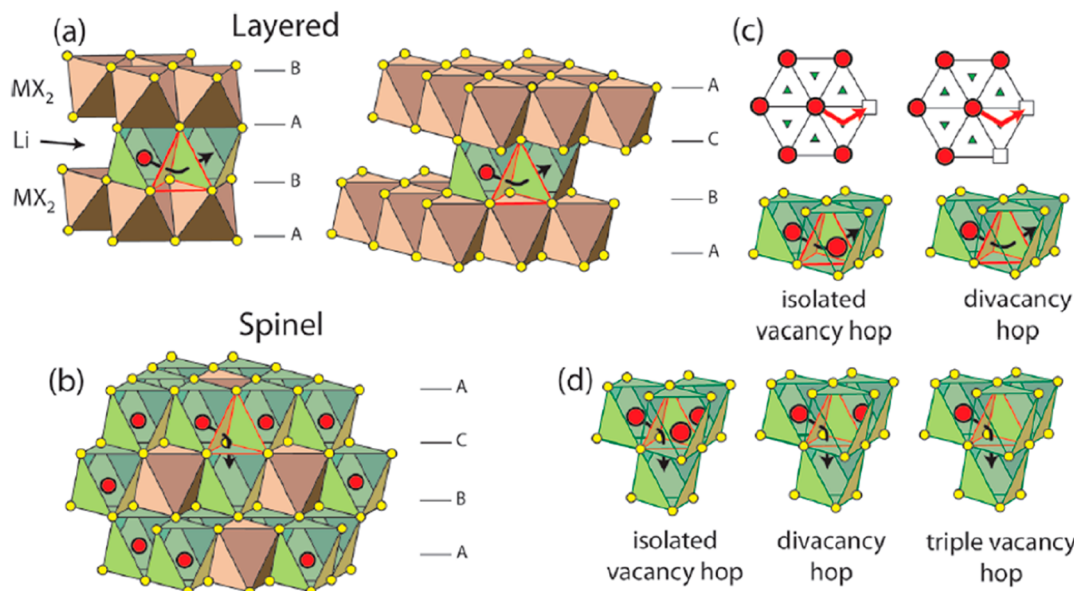 (a)
Layered
MX2
Li
MX2
B
A
B
A
A
C
B
A
(c)
isolated
vacancy hop
divacancy
hop
Spinel
(b)
A
C
B
A
(d)
isolated
vacancy hop
divacancy
hop
triple vacancy
hop